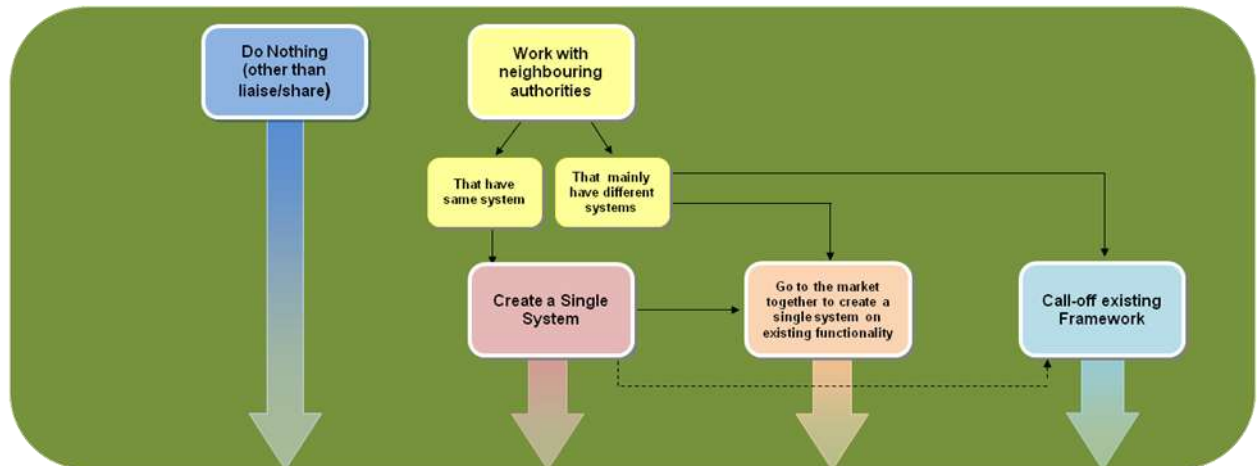 Do Nothing
(other than
liaise/share)
Work with
neighbouring
authorities
That have
same system
That mainly
have different
systems
Create a Single
System
Go to the market
together to create a
single system on
existing functionality
Call-off existing
Framework